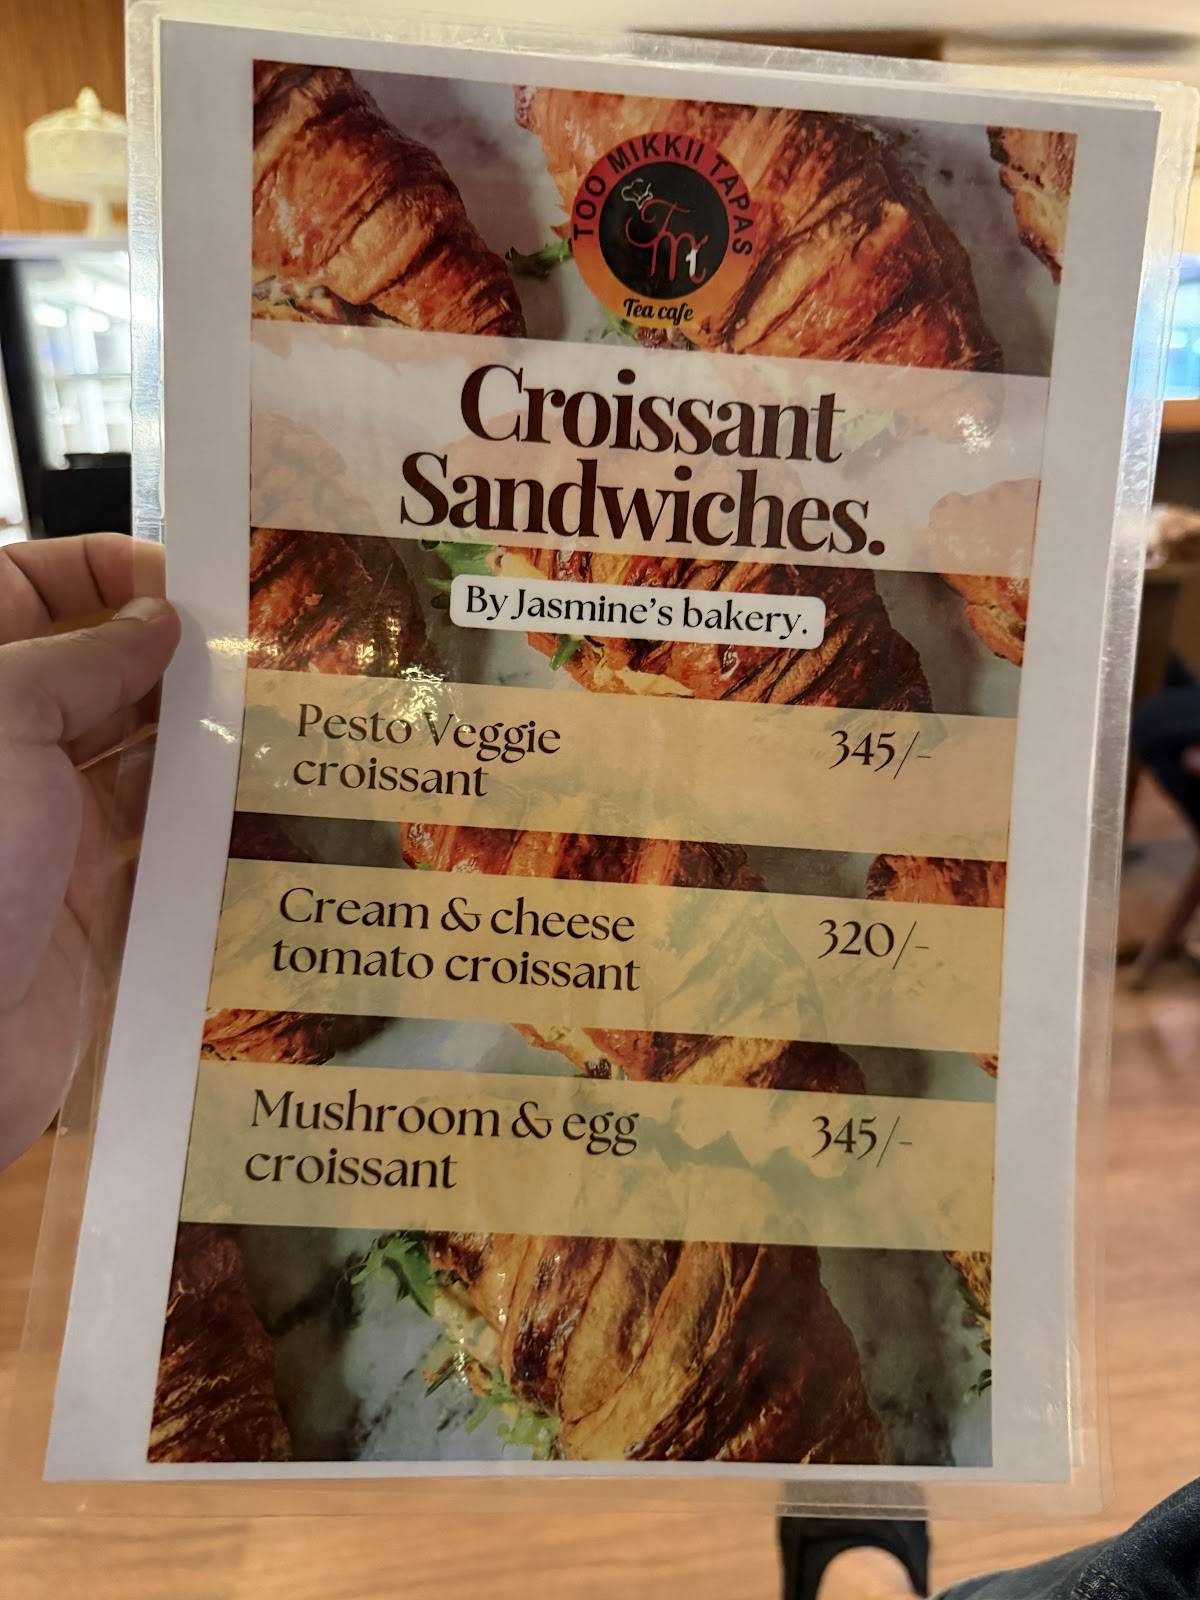 TOO MIKKII TAPAS
TM
Tea cafe
Croissant
Sandwiches.
By Jasmine's bakery.
Pesto Veggie
croissant
345/-
Cream & cheese
tomato croissant
320/-
Mushroom & egg
croissant
345/-